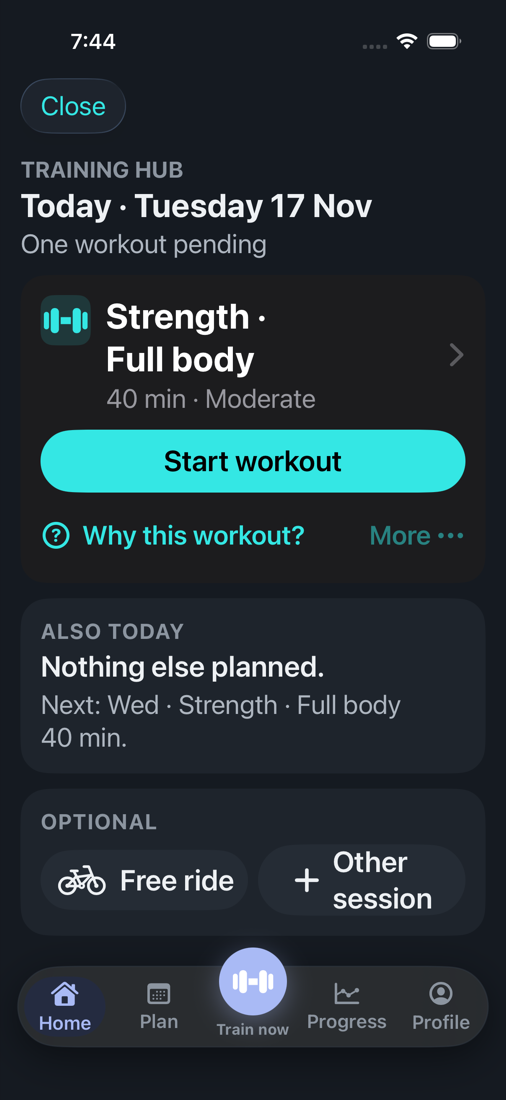 7:44
Close
TRAINING HUB
Today · Tuesday 17 Nov
One workout pending
Strength ·
Full body
40 min · Moderate
Start workout
Why this workout?
More ···
ALSO TODAY
Nothing else planned.
Next: Wed · Strength · Full body
40 min.
OPTIONAL
Free ride
Other
session
Home
Plan
Train now
Progress
Profile